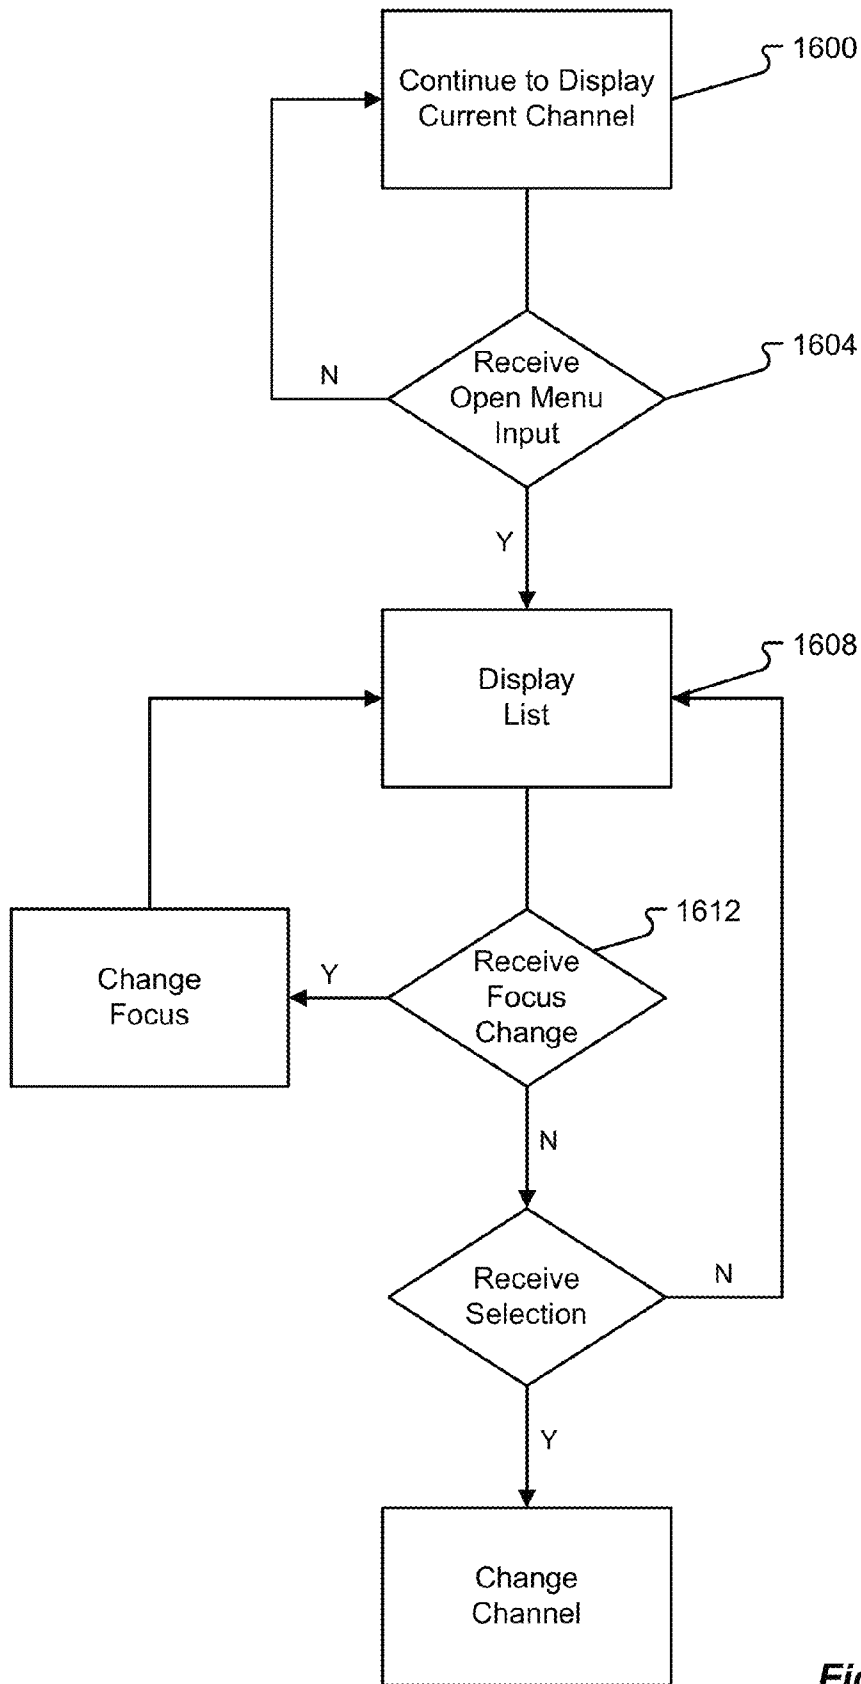 Continue to Display
Current Channel
1600
Receive
Open Menu
Input
1604
N
Y
Display
List
1608
Change
Focus
Y
Receive
Focus
Change
1612
N
Receive
Selection
N
Y
Change
Channel